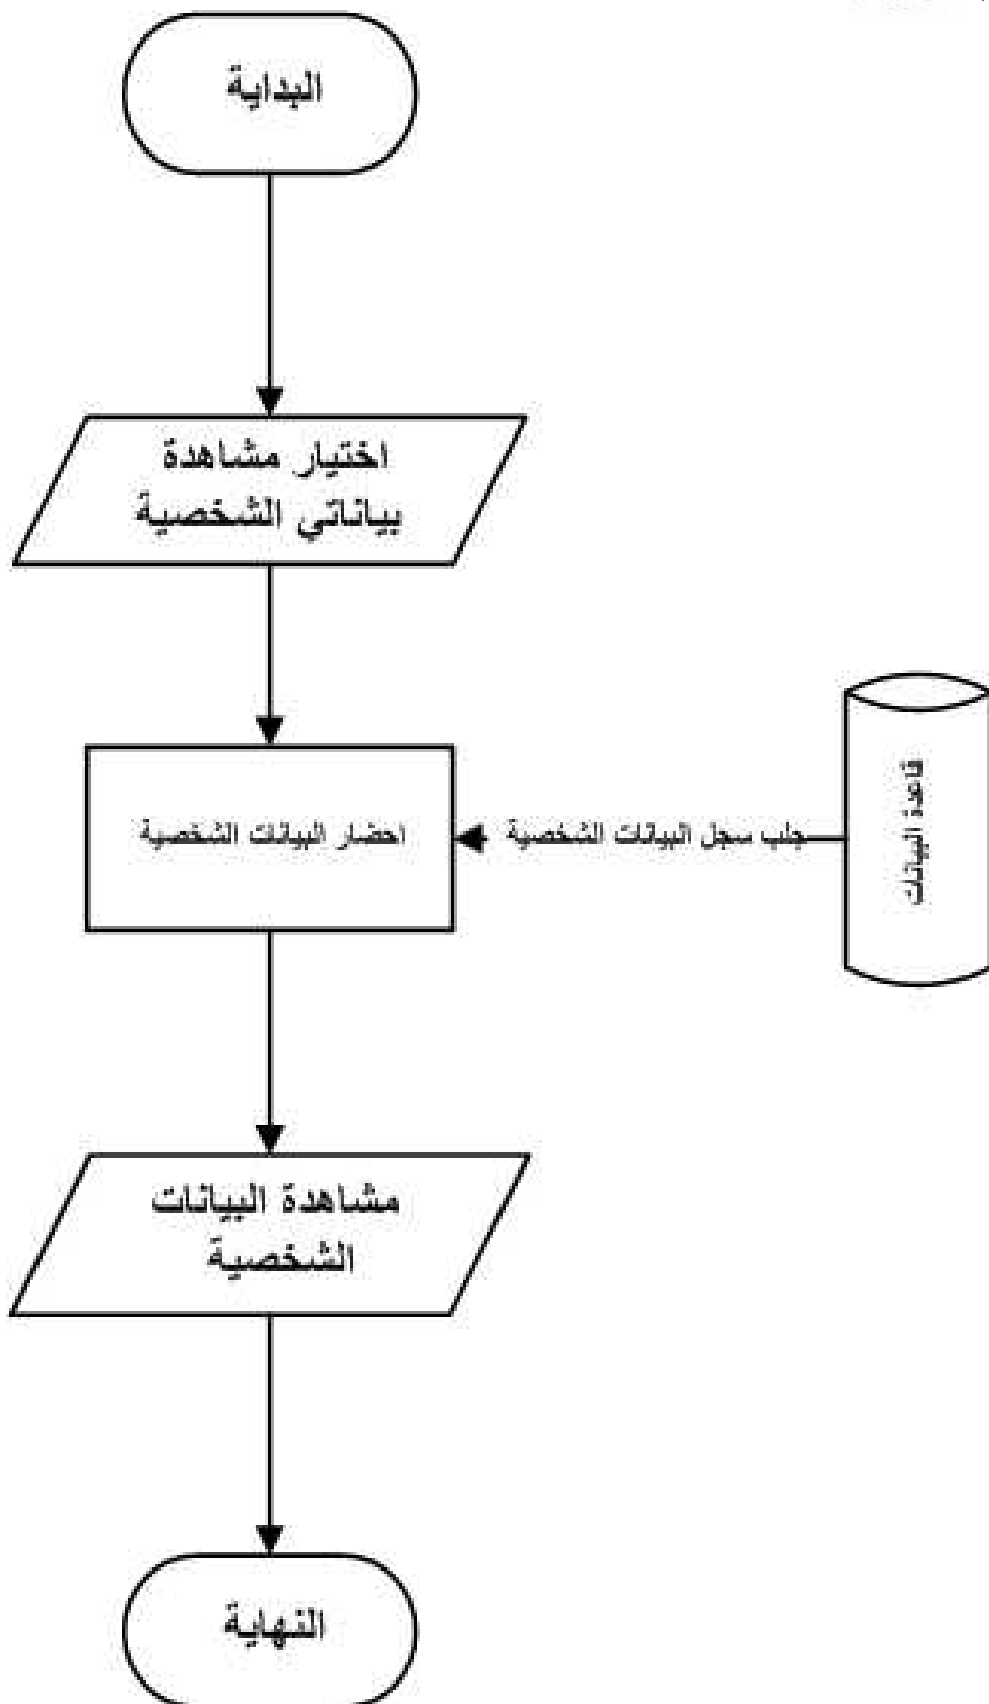 البداية
اختيار مشاهدة
بياناتي الشخصية
احضار البيانات الشخصية
جلب سجل البيانات الشخصية
قاعدة البيانات
مشاهدة البيانات
الشخصية
النهاية